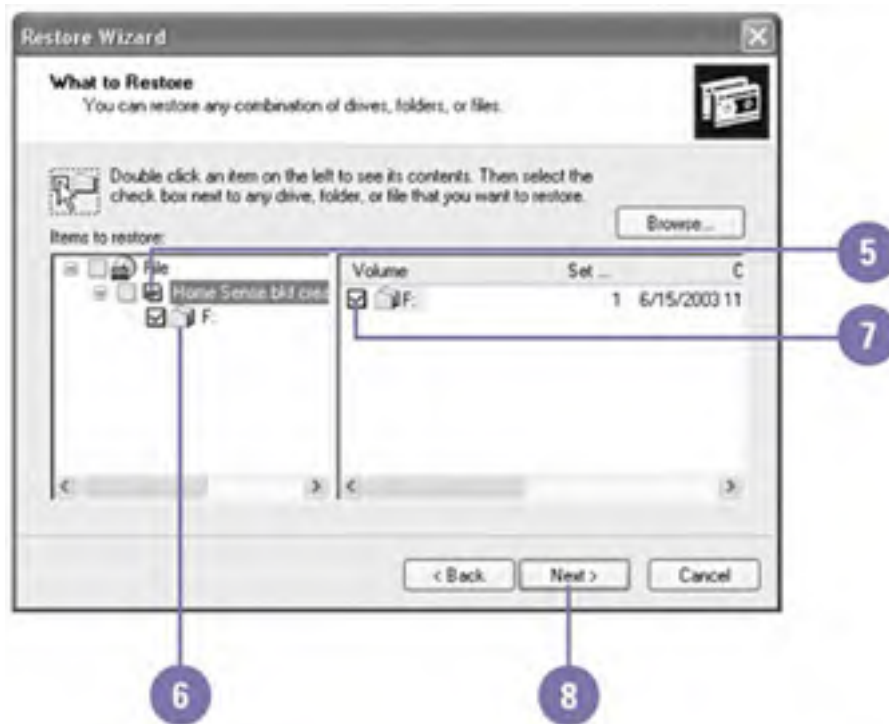 Restore Wizard
What to Restore
You can restore any combination of drives, folders, or files.
Double click an item on the left to see its contents. Then select the
check box next to any drive, folder, or file that you want to restore.
Browse...
Items to restore:
File
Home Sense.bkf crea
F:
Volume
Set ...
C
F:
1
6/15/2003 11
< Back
Next >
Cancel
5
7
6
8